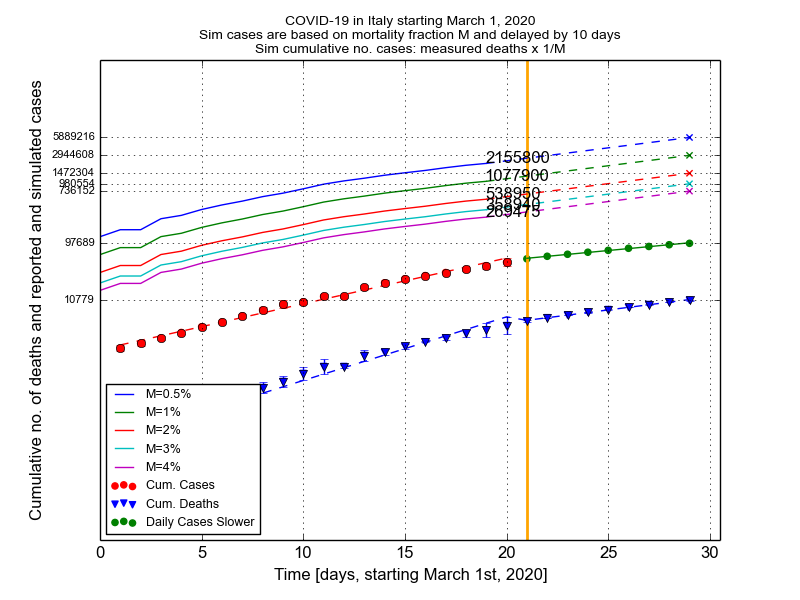 COVID-19 in Italy starting March 1, 2020
Sim cases are based on mortality fraction M and delayed by 10 days
Sim cumulative no. cases: measured deaths x 1/M
Cumulative no. of deaths and reported and simulated cases
5889216
2944608
1472304
980554
736152
97689
10779
2155800
1077900
538950
358940
269475
M=0.5%
M=1%
M=2%
M=3%
M=4%
Cum. Cases
Cum. Deaths
Daily Cases Slower
0 5 10 15 20 25 30
Time [days, starting March 1st, 2020]